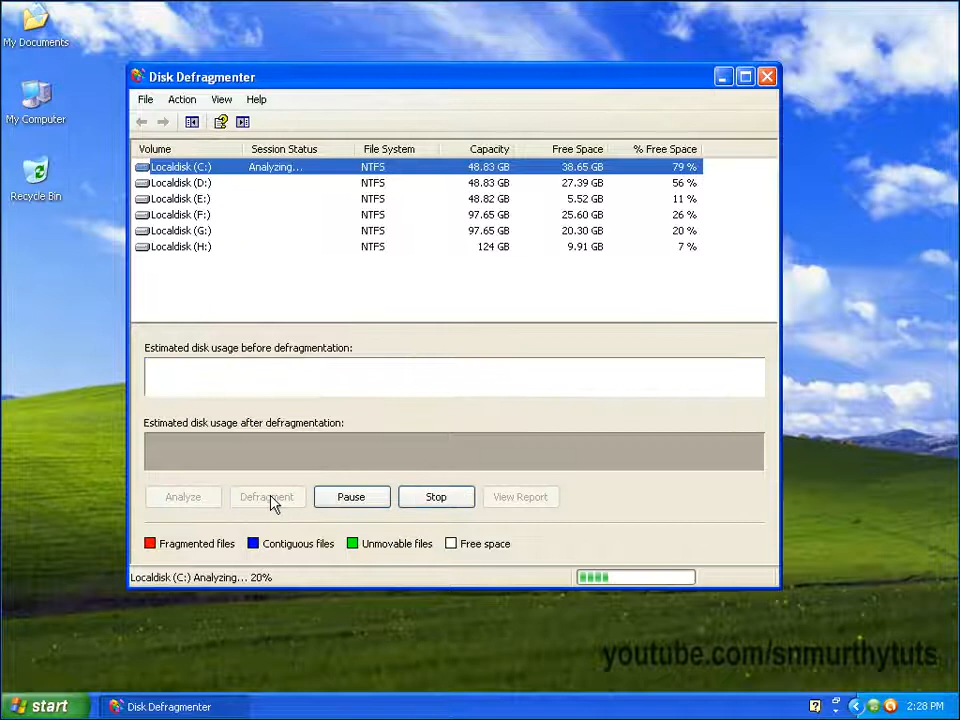 My Documents
My Computer
Recycle Bin
Disk Defragmenter
File Action View Help
Volume Session Status File System Capacity Free Space % Free Space
Localdisk (C:) Analyzing... NTFS 48.83 GB 38.65 GB 79 %
Localdisk (D:) NTFS 48.83 GB 27.39 GB 56 %
Localdisk (E:) NTFS 48.82 GB 5.52 GB 11 %
Localdisk (F:) NTFS 97.65 GB 25.60 GB 26 %
Localdisk (G:) NTFS 97.65 GB 20.30 GB 20 %
Localdisk (H:) NTFS 124 GB 9.91 GB 7 %
Estimated disk usage before defragmentation:
Estimated disk usage after defragmentation:
Analyze Defragment Pause Stop View Report
Fragmented files Contiguous files Unmovable files Free space
Localdisk (C:) Analyzing... 20%
youtube.com/snmurthytuts
start Disk Defragmenter 2:28 PM